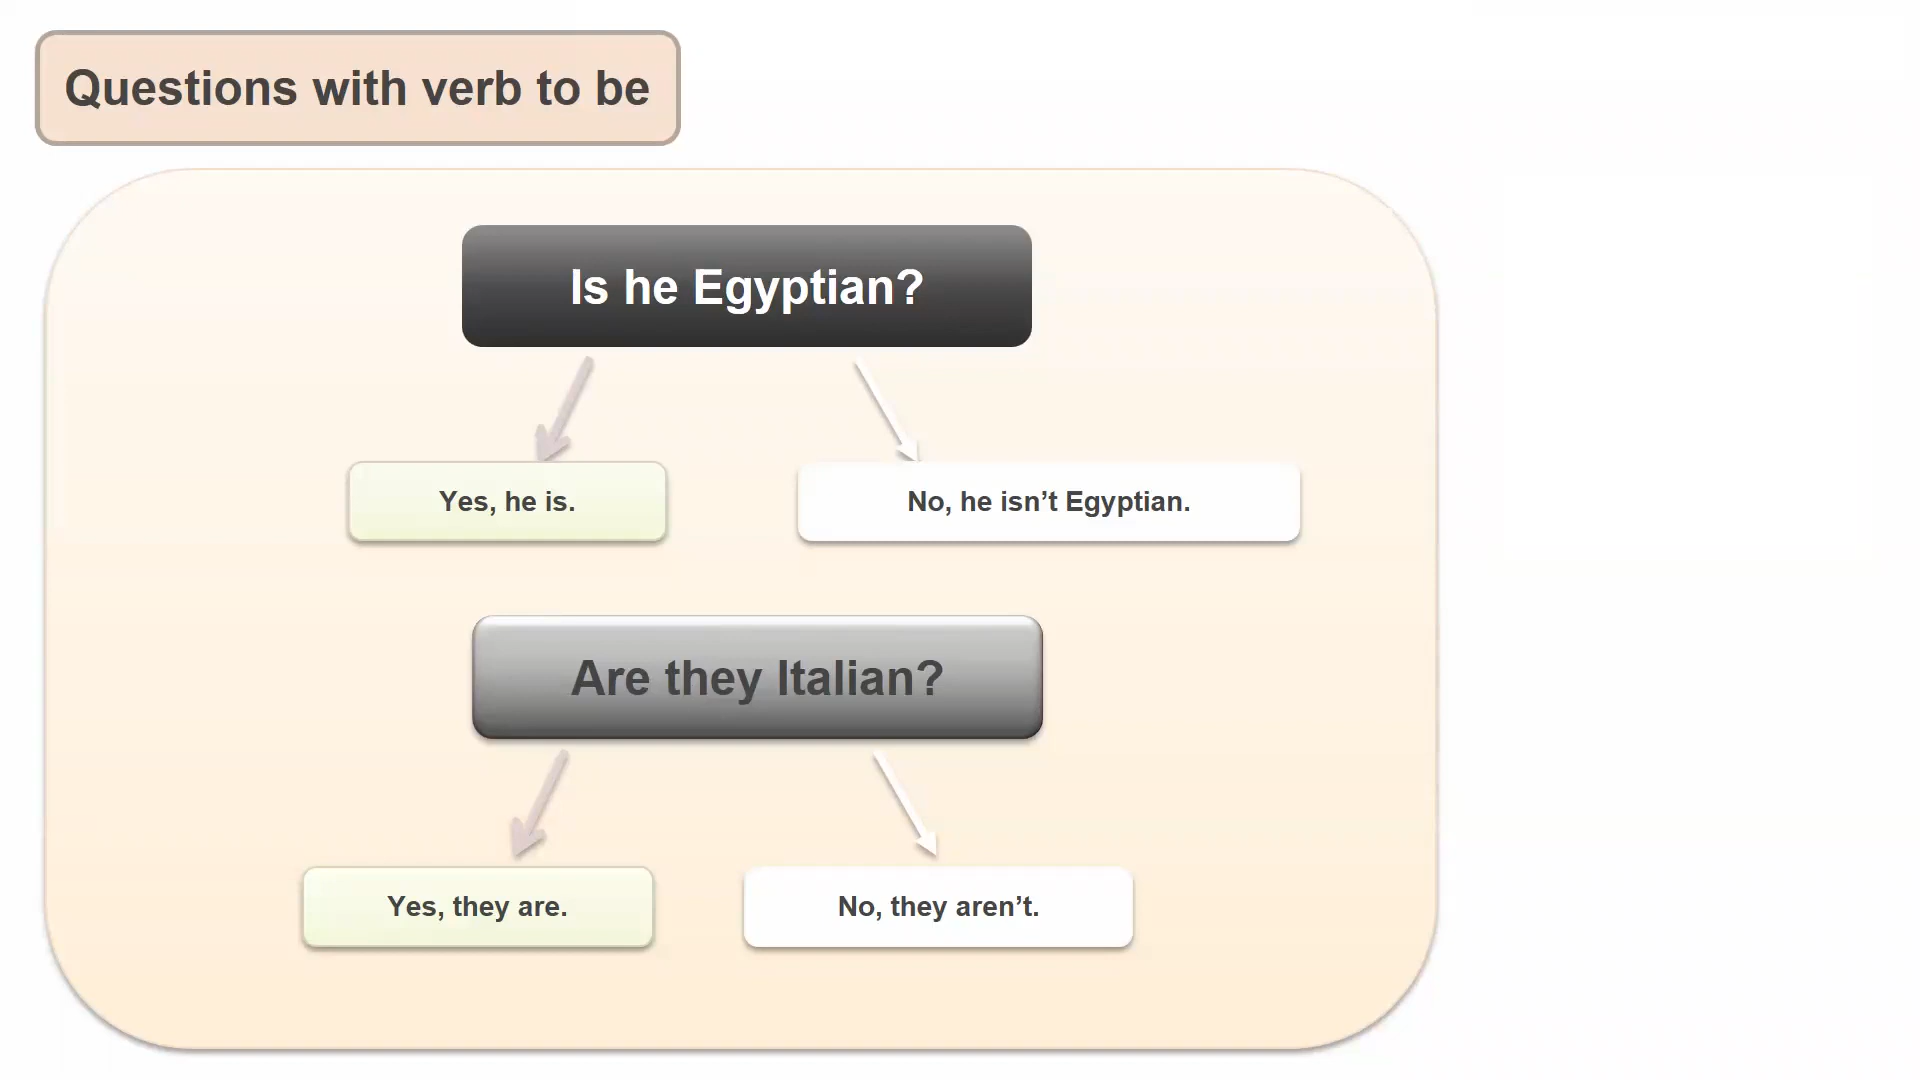 Questions with verb to be
Is he Egyptian?
Yes, he is.
No, he isn’t Egyptian.
Are they Italian?
Yes, they are.
No, they aren’t.